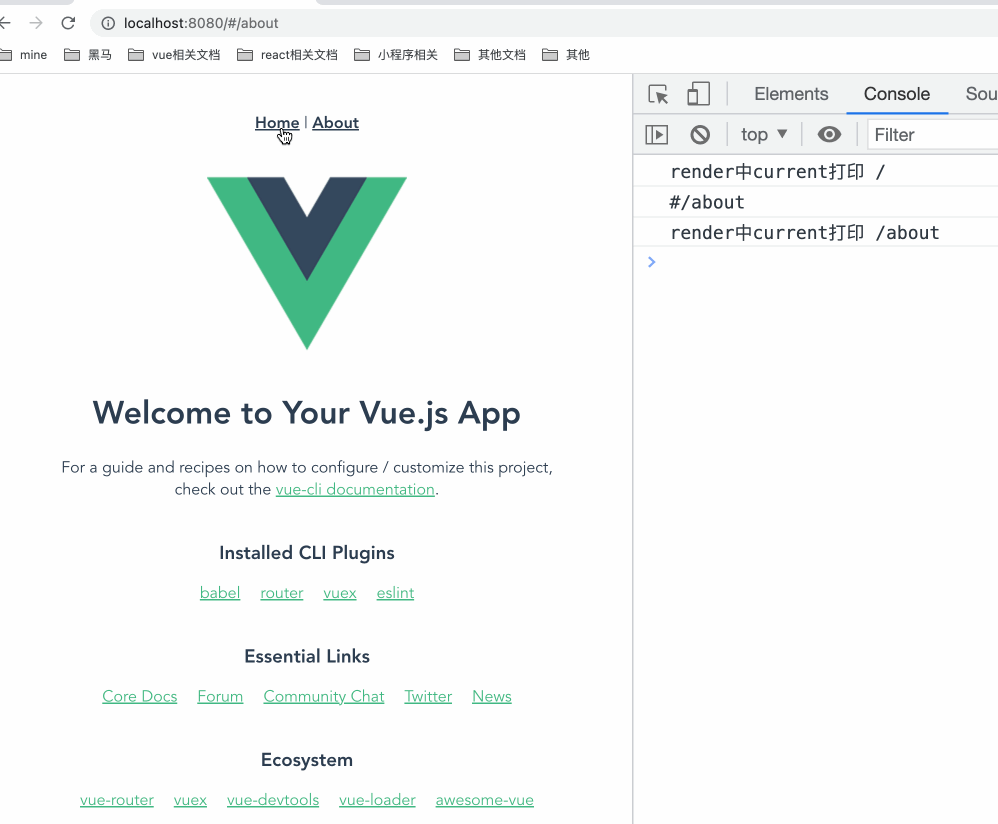 localhost:8080/#/about
mine 黑马 vue相关文档 react相关文档 小程序相关 其他文档 其他
Home | About
Welcome to Your Vue.js App
For a guide and recipes on how to configure / customize this project,
check out the vue-cli documentation.
Installed CLI Plugins
babel router vuex eslint
Essential Links
Core Docs Forum Community Chat Twitter News
Ecosystem
vue-router vuex vue-devtools vue-loader awesome-vue
Elements Console Sou
top ▼ Filter
render中current打印 /
#/about
render中current打印 /about